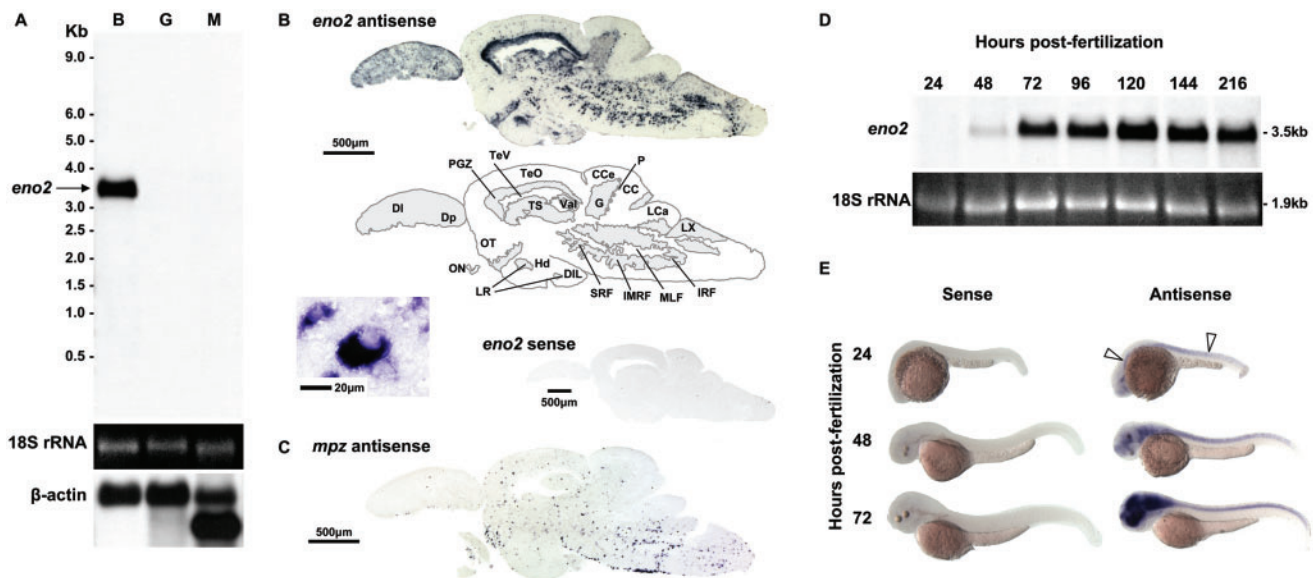 A
Kb
B G M
9.0 -
6.0 -
5.0 -
4.0 -
eno2
3.0 -
2.5 -
2.0 -
1.5 -
1.0 -
0.5 -
18S rRNA
β-actin
B
eno2 antisense
500μm
PGZ
TeV
TeO
CCe
P
CC
Dl
Dp
TS
Val
G
LCa
LX
OT
ON
Hd
LR
DIL
SRF
IMRF
MLF
IRF
20μm
eno2 sense
500μm
C
mpz antisense
500μm
D
Hours post-fertilization
24 48 72 96 120 144 216
eno2
- 3.5kb
18S rRNA
- 1.9kb
E
Sense
Antisense
Hours post-fertilization
24
48
72